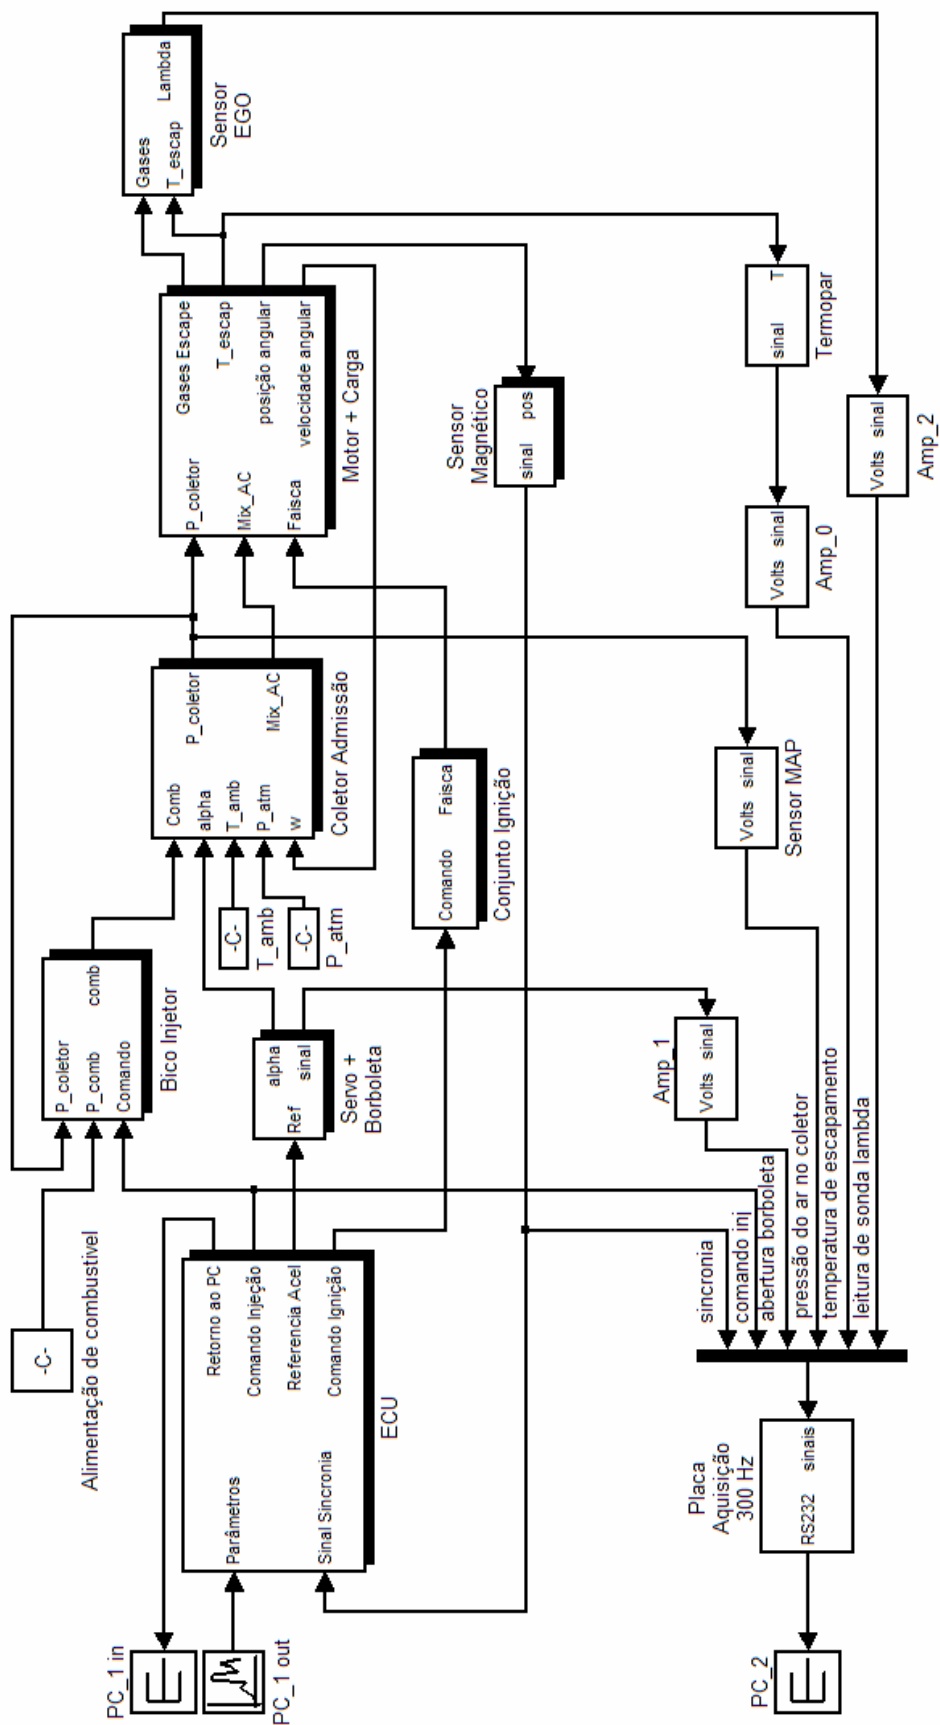 PC_1 in
PC_1 out
Parâmetros
Sinal Sincronia
Retorno ao PC
Comando Injeção
Referencia Acel
Comando Ignição
ECU
-C-
Alimentação de combustivel
P_coletor
P_comb
Comando
comb
Bico Injetor
Ref
alpha
sinal
Servo +
Borboleta
-C-
T_amb
-C-
P_atm
Comb
alpha
T_amb
P_atm
w
P_coletor
Mix_AC
Coletor Admissão
Comando
Faisca
Conjunto Ignição
P_coletor
Mix_AC
Faisca
Gases Escape
T_escap
posição angular
velocidade angular
Motor + Carga
Gases
T_escap
Lambda
Sensor
EGO
Sensor
Magnético
sinal
pos
Amp_1
Volts
sinal
Volts
sinal
Sensor MAP
Volts
sinal
Amp_0
sinal
T
Termopar
Volts
sinal
Amp_2
sincronia
comando inj
abertura borboleta
pressão do ar no coletor
temperatura de escapamento
leitura de sonda lambda
Placa
Aquisição
300 Hz
RS232
sinais
PC_2